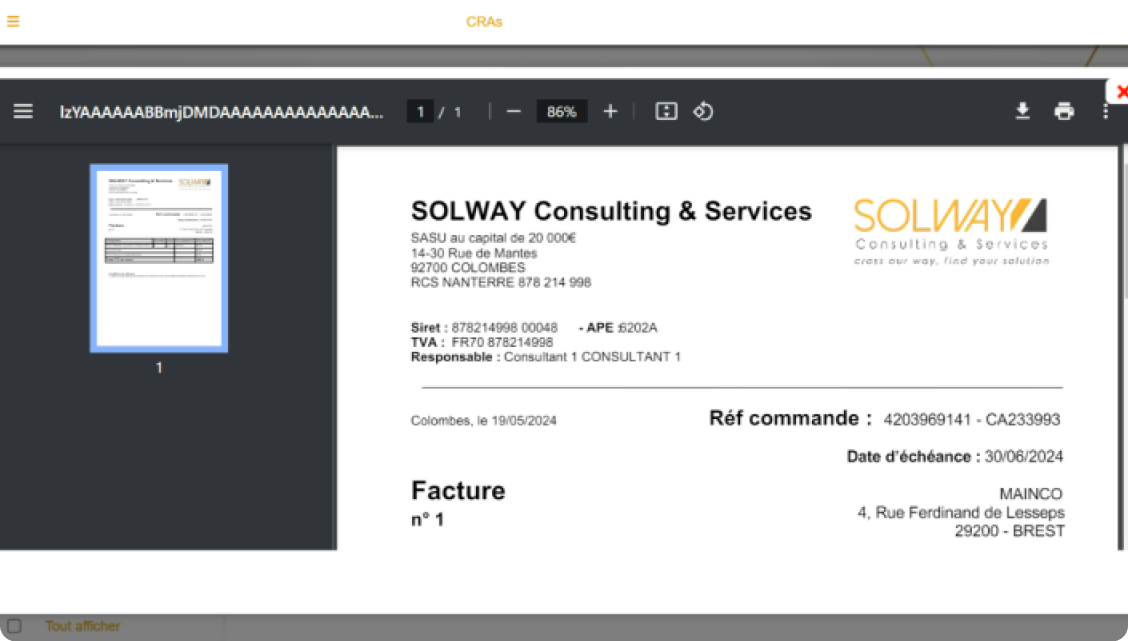 CRAs
IzYAAAAAABBmjDMDAAAAAAAAAAAAAA...
1 / 1
86%
SOLWAY Consulting & Services
SASU au capital de 20 000€
14-30 Rue de Mantes
92700 COLOMBES
RCS NANTERRE 878 214 998
SOLWAY
Consulting & Services
cross our way, find your solution
Siret : 878214998 00048 - APE :6202A
TVA : FR70 878214998
Responsable : Consultant 1 CONSULTANT 1
Colombes, le 19/05/2024
Réf commande : 4203969141 - CA233993
Date d'échéance : 30/06/2024
Facture
n° 1
MAINCO
4, Rue Ferdinand de Lesseps
29200 - BREST
1
Tout afficher